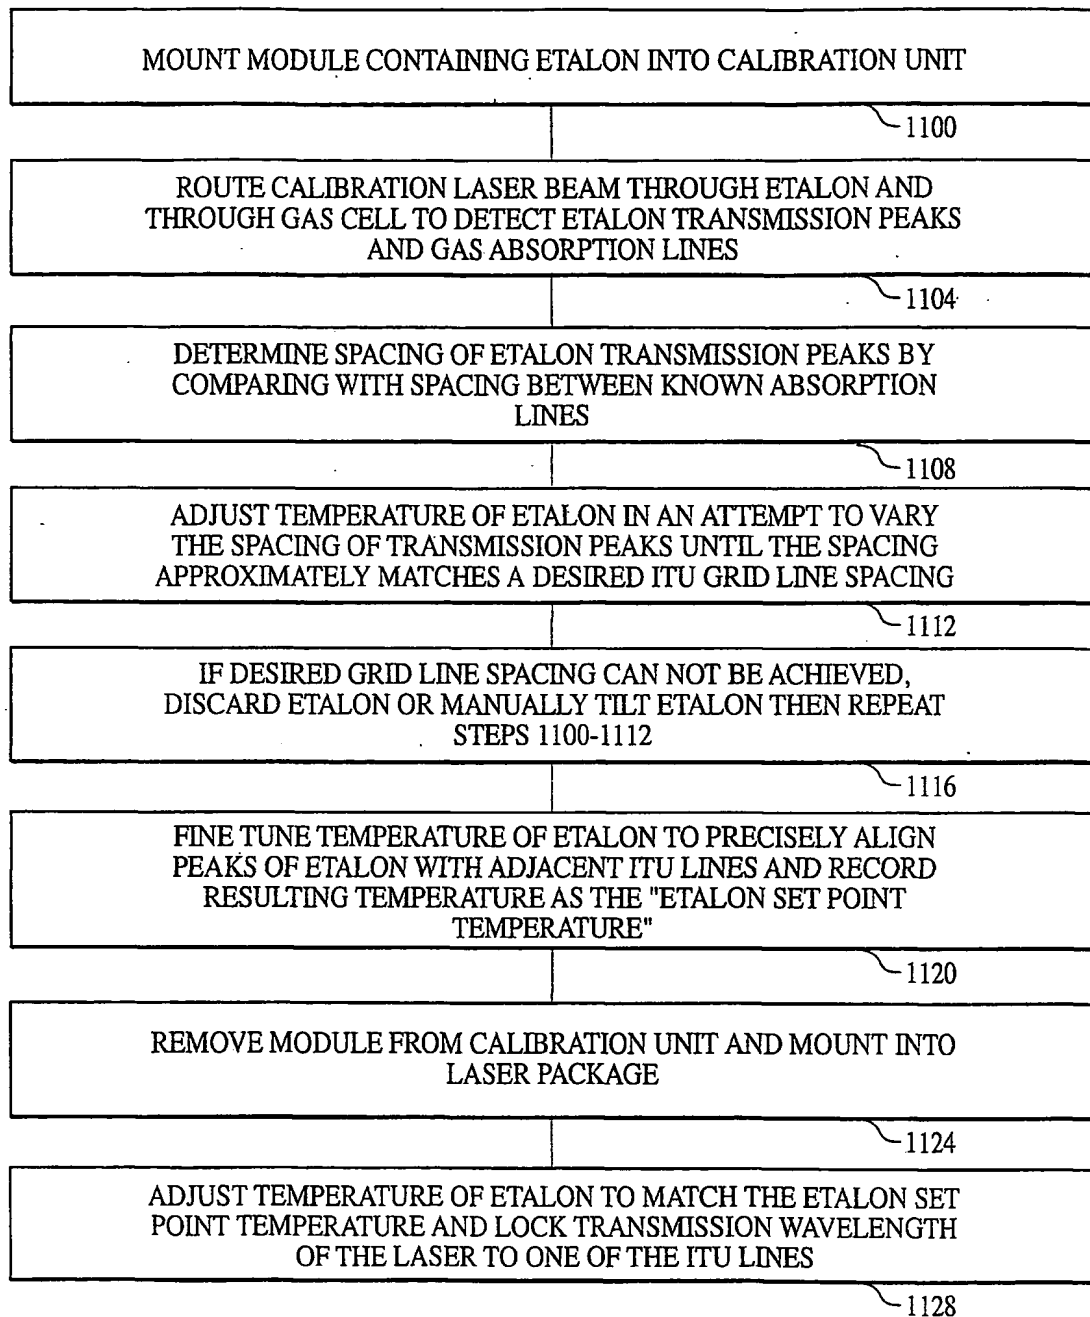 MOUNT MODULE CONTAINING ETALON INTO CALIBRATION UNIT
1100
ROUTE CALIBRATION LASER BEAM THROUGH ETALON AND
THROUGH GAS CELL TO DETECT ETALON TRANSMISSION PEAKS
AND GAS ABSORPTION LINES
1104
DETERMINE SPACING OF ETALON TRANSMISSION PEAKS BY
COMPARING WITH SPACING BETWEEN KNOWN ABSORPTION
LINES
1108
ADJUST TEMPERATURE OF ETALON IN AN ATTEMPT TO VARY
THE SPACING OF TRANSMISSION PEAKS UNTIL THE SPACING
APPROXIMATELY MATCHES A DESIRED ITU GRID LINE SPACING
1112
IF DESIRED GRID LINE SPACING CAN NOT BE ACHIEVED,
DISCARD ETALON OR MANUALLY TILT ETALON THEN REPEAT
STEPS 1100-1112
1116
FINE TUNE TEMPERATURE OF ETALON TO PRECISELY ALIGN
PEAKS OF ETALON WITH ADJACENT ITU LINES AND RECORD
RESULTING TEMPERATURE AS THE "ETALON SET POINT
TEMPERATURE"
1120
REMOVE MODULE FROM CALIBRATION UNIT AND MOUNT INTO
LASER PACKAGE
1124
ADJUST TEMPERATURE OF ETALON TO MATCH THE ETALON SET
POINT TEMPERATURE AND LOCK TRANSMISSION WAVELENGTH
OF THE LASER TO ONE OF THE ITU LINES
1128